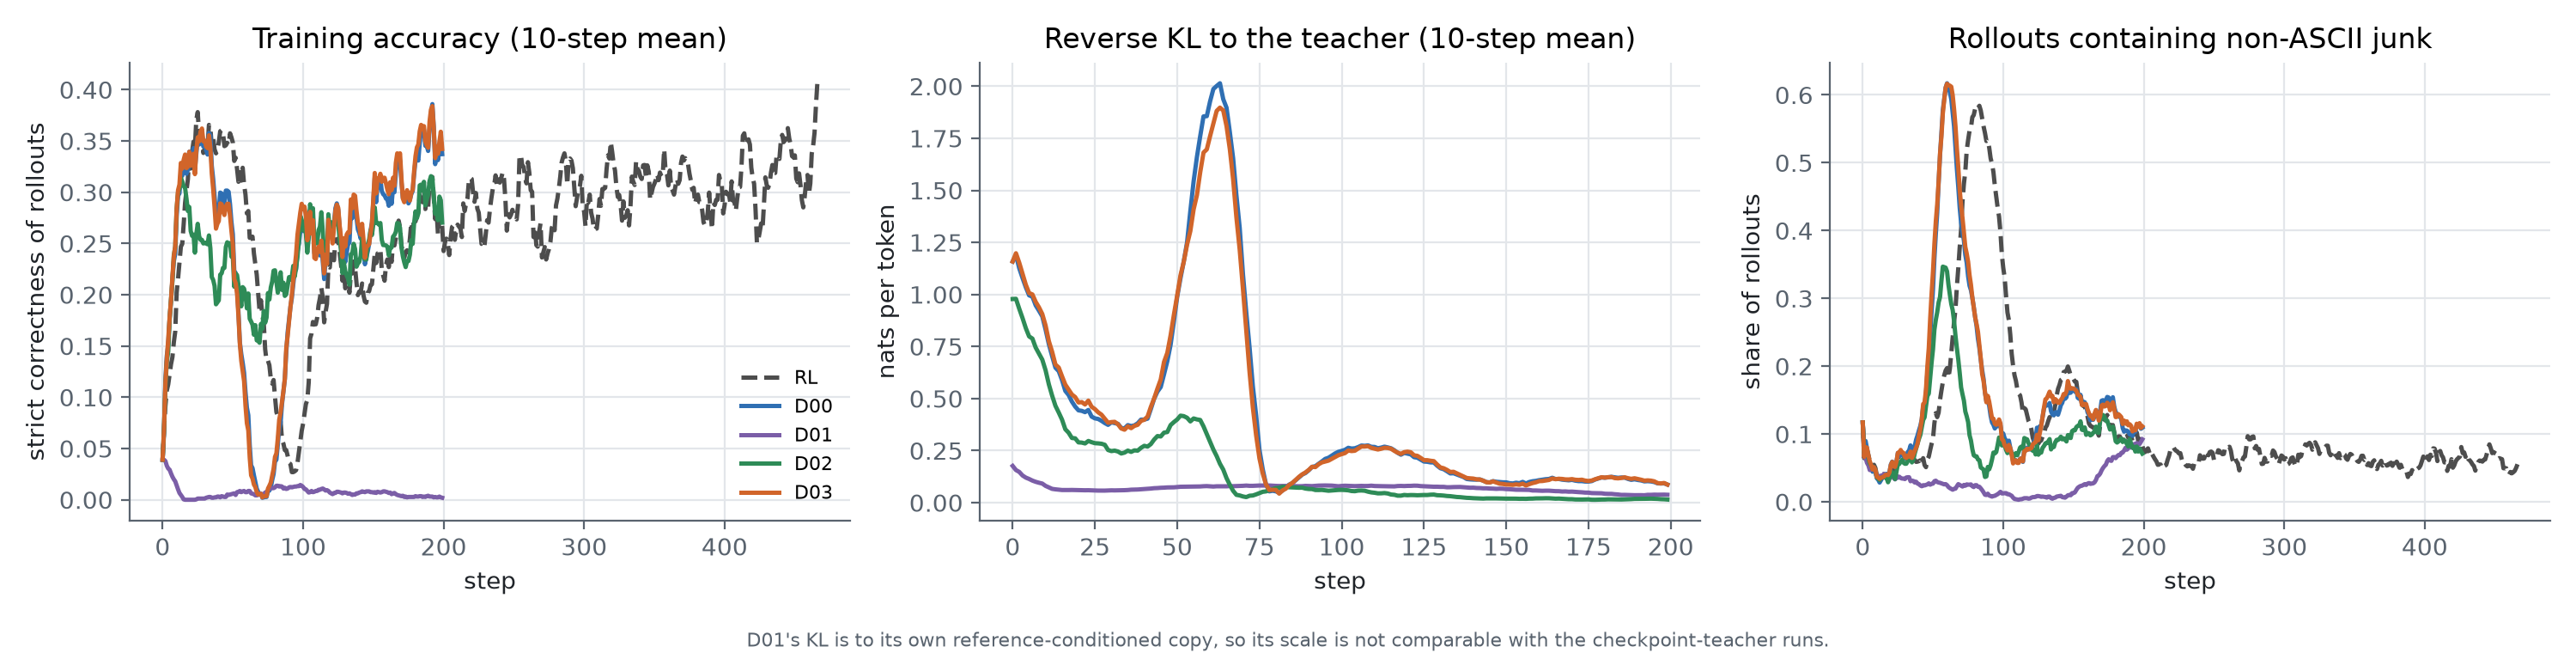 Training accuracy (10-step mean)
strict correctness of rollouts
0.40
0.35
0.30
0.25
0.20
0.15
0.10
0.05
0.00
0
100
200
300
400
step
RL
D00
D01
D02
D03
Reverse KL to the teacher (10-step mean)
nats per token
2.00
1.75
1.50
1.25
1.00
0.75
0.50
0.25
0.00
0
25
50
75
100
125
150
175
200
step
Rollouts containing non-ASCII junk
share of rollouts
0.6
0.5
0.4
0.3
0.2
0.1
0.0
0
100
200
300
400
step
D01's KL is to its own reference-conditioned copy, so its scale is not comparable with the checkpoint-teacher runs.